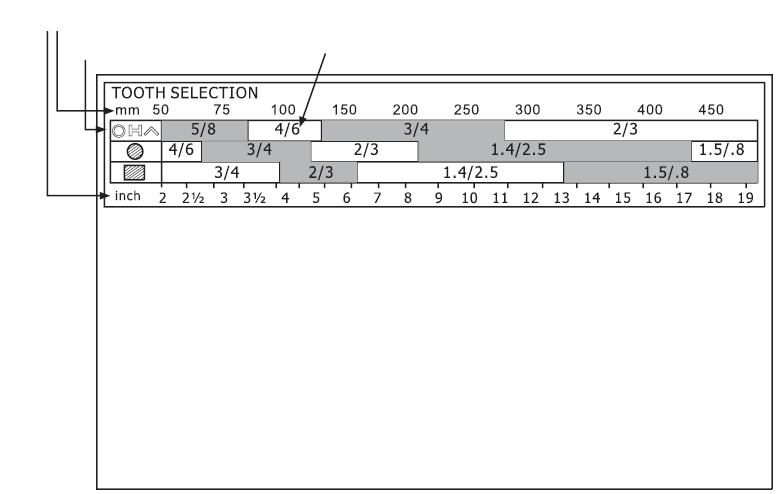 TOOTH SELECTION
mm 50 75 100 150 200 250 300 350 400 450
5/8 4/6 3/4 2/3
4/6 3/4 2/3 1.4/2.5 1.5/.8
3/4 2/3 1.4/2.5 1.5/.8
inch 2 2½ 3 3½ 4 5 6 7 8 9 10 11 12 13 14 15 16 17 18 19